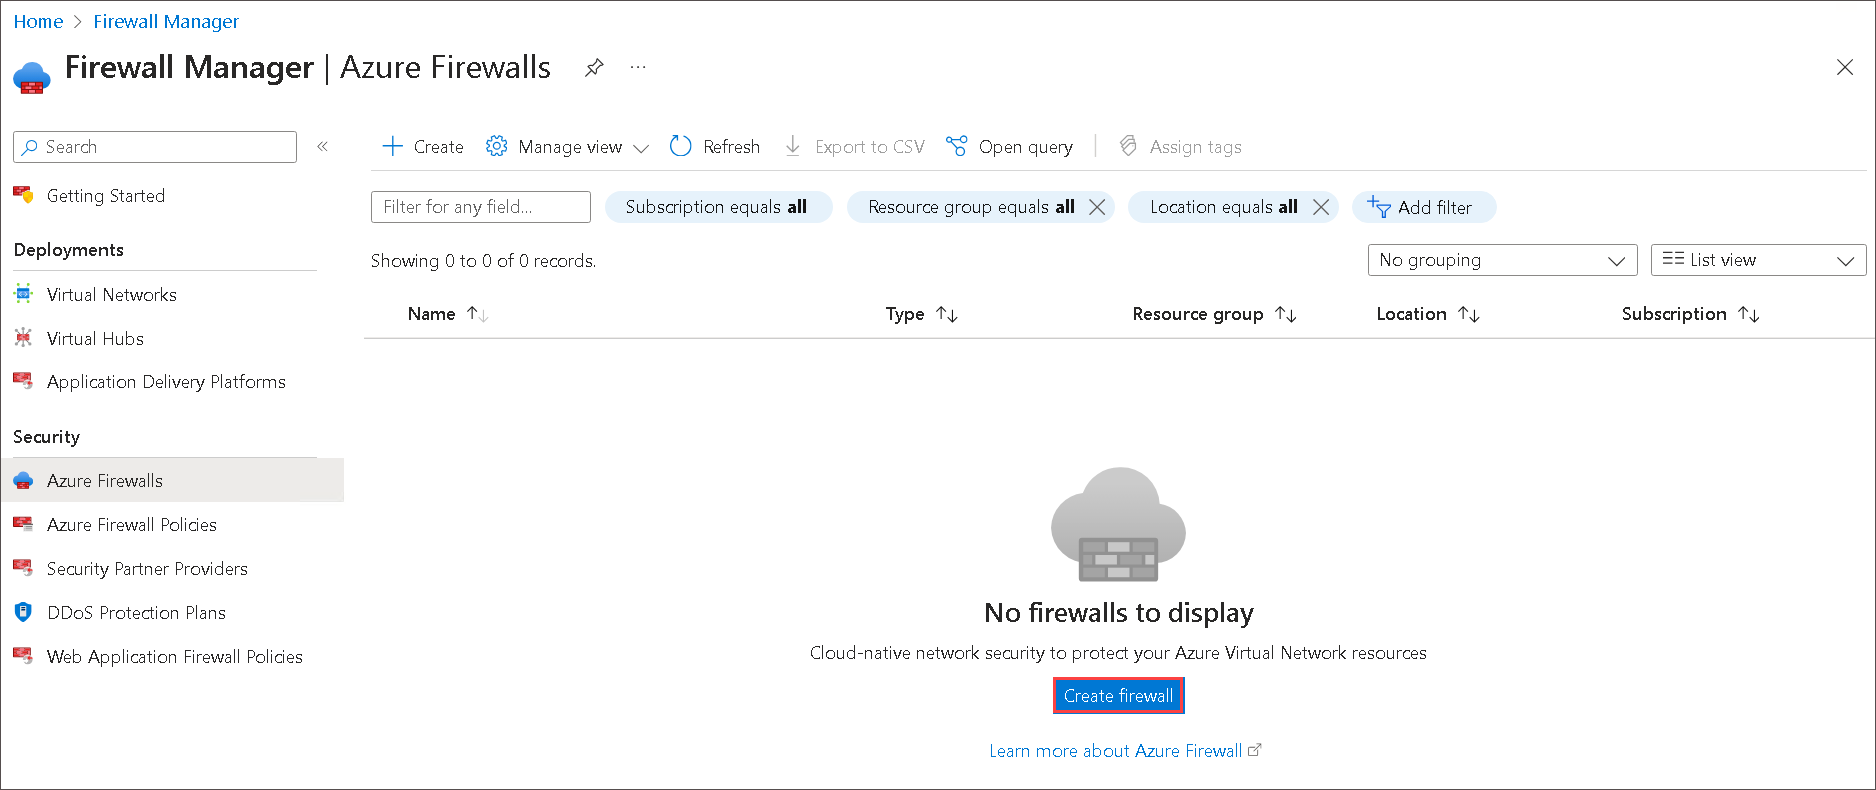 Home > Firewall Manager
Firewall Manager | Azure Firewalls ...
Search «
Getting Started
Deployments
Virtual Networks
Virtual Hubs
Application Delivery Platforms
Security
Azure Firewalls
Azure Firewall Policies
Security Partner Providers
DDoS Protection Plans
Web Application Firewall Policies
Create Manage view Refresh Export to CSV Open query Assign tags
Filter for any field... Subscription equals all Resource group equals all Location equals all Add filter
Showing 0 to 0 of 0 records. No grouping List view
Name Type Resource group Location Subscription
No firewalls to display
Cloud-native network security to protect your Azure Virtual Network resources
Create firewall
Learn more about Azure Firewall